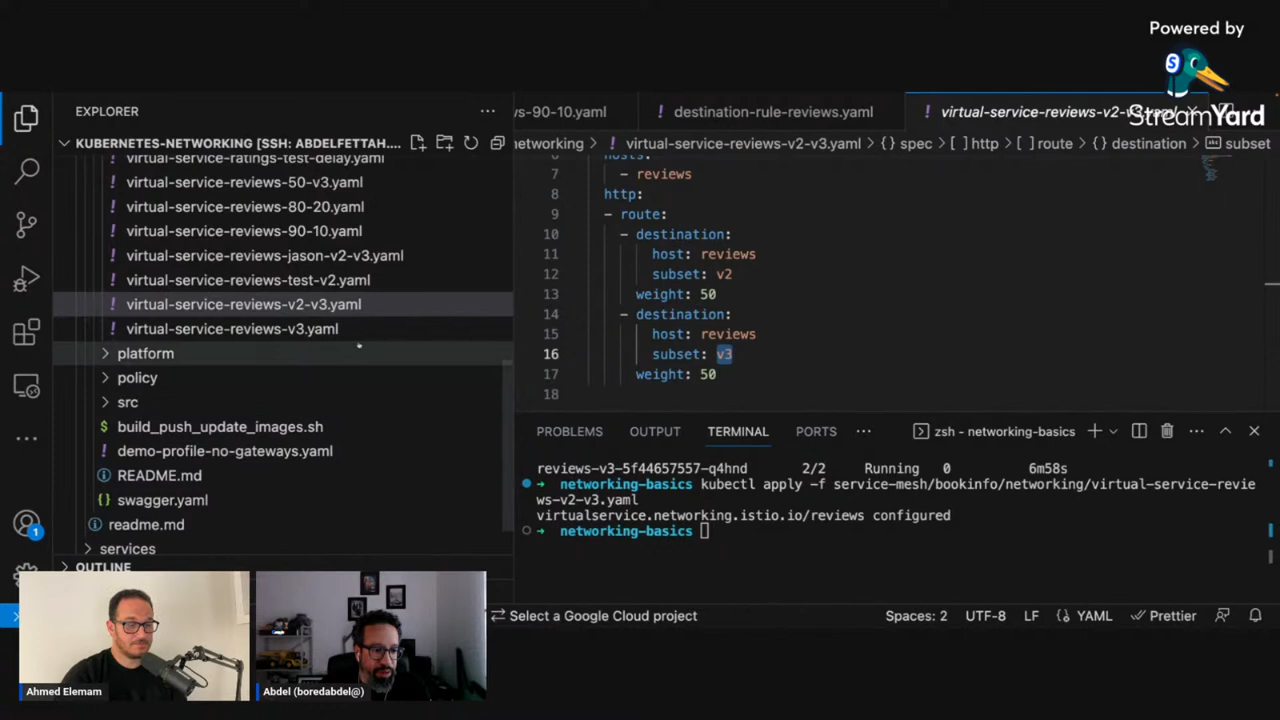 Powered by
S
StreamYard
EXPLORER
KUBERNETES-NETWORKING [SSH: ABDELFETTAH....
virtual-service-ratings-test-delay.yaml
! virtual-service-reviews-50-v3.yaml
! virtual-service-reviews-80-20.yaml
! virtual-service-reviews-90-10.yaml
! virtual-service-reviews-jason-v2-v3.yaml
! virtual-service-reviews-test-v2.yaml
! virtual-service-reviews-v2-v3.yaml
! virtual-service-reviews-v3.yaml
platform
policy
src
$ build_push_update_images.sh
demo-profile-no-gateways.yaml
README.md
swagger.yaml
readme.md
services
OUTLINE
1
ws-90-10.yaml
! destination-rule-reviews.yaml
! virtual-service-reviews-v2-v3.yaml
networking > ! virtual-service-reviews-v2-v3.yaml > {} spec > [ ] http > [ ] route > {} destination > abc subset
6 hosts:
7 - reviews
8 http:
9 - route:
10 - destination:
11 host: reviews
12 subset: v2
13 weight: 50
14 - destination:
15 host: reviews
16 subset: v3
17 weight: 50
18
PROBLEMS OUTPUT TERMINAL PORTS ··· zsh - networking-basics
reviews-v3-5f44657557-q4hnd 2/2 Running 0 6m58s
➜ networking-basics kubectl apply -f service-mesh/bookinfo/networking/virtual-service-revie
ws-v2-v3.yaml
virtualservice.networking.istio.io/reviews configured
➜ networking-basics
Select a Google Cloud project Spaces: 2 UTF-8 LF {} YAML Prettier
Ahmed Elemam
Abdel (boredabdel@)